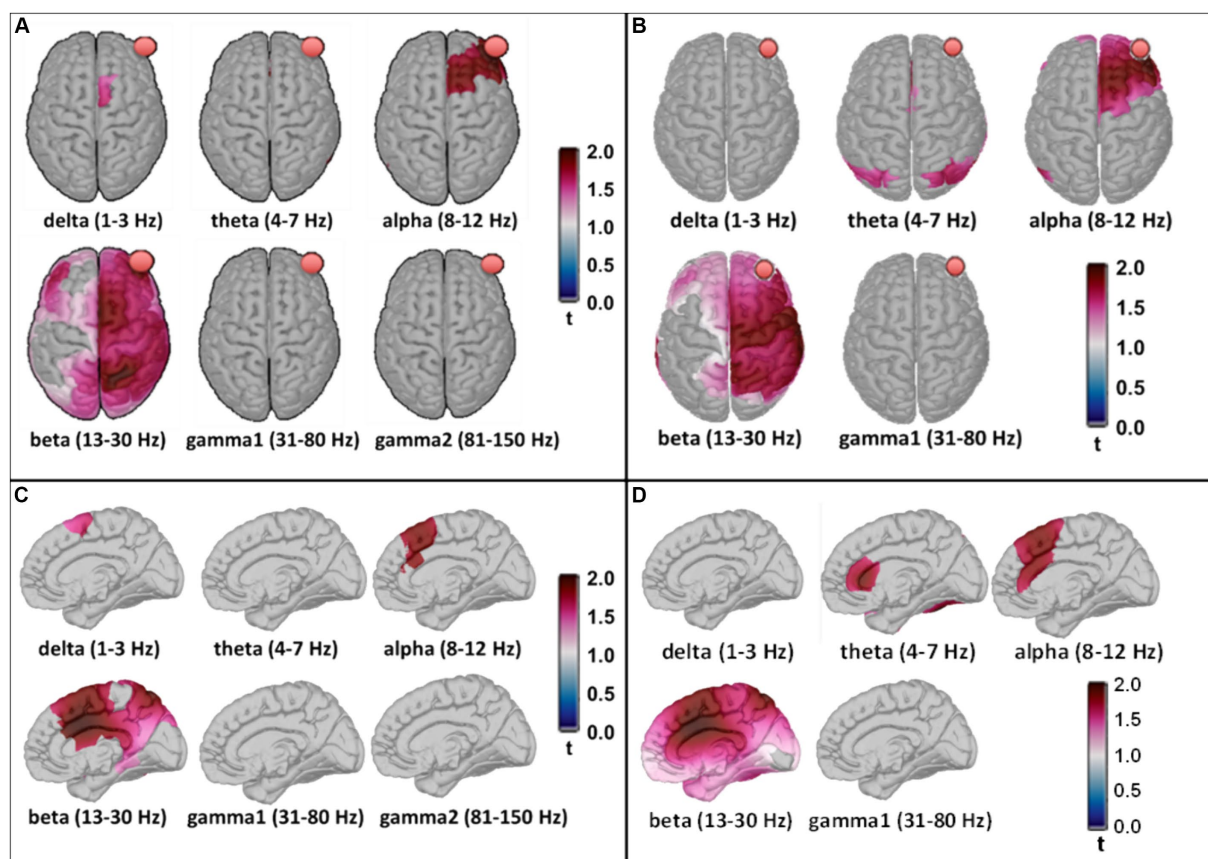 A
delta (1-3 Hz) theta (4-7 Hz) alpha (8-12 Hz)
beta (13-30 Hz) gamma1 (31-80 Hz) gamma2 (81-150 Hz)
2.0
1.5
1.0
0.5
0.0
t
B
delta (1-3 Hz) theta (4-7 Hz) alpha (8-12 Hz)
beta (13-30 Hz) gamma1 (31-80 Hz)
2.0
1.5
1.0
0.5
0.0
t
C
delta (1-3 Hz) theta (4-7 Hz) alpha (8-12 Hz)
beta (13-30 Hz) gamma1 (31-80 Hz) gamma2 (81-150 Hz)
2.0
1.5
1.0
0.5
0.0
t
D
delta (1-3 Hz) theta (4-7 Hz) alpha (8-12 Hz)
beta (13-30 Hz) gamma1 (31-80 Hz)
2.0
1.5
1.0
0.5
0.0
t